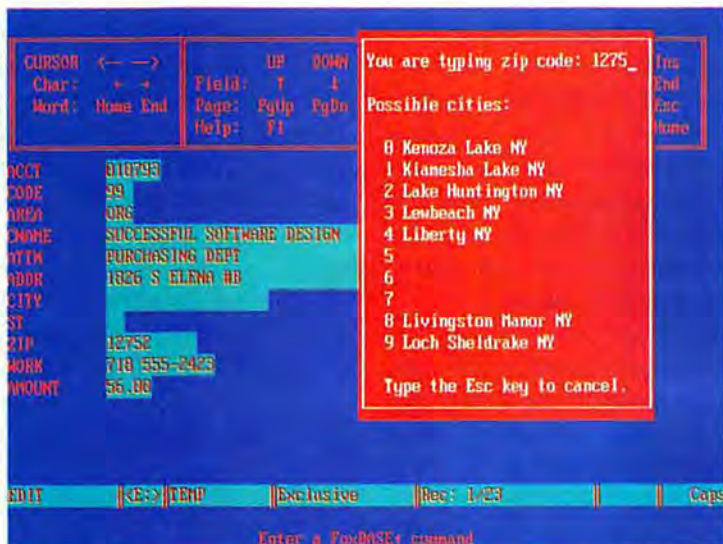 CURSOR <-- --> UP DOWN
Char: ← → Field: ↑ ↓
Word: Home End Page: PgUp PgDn
Help: F1
Ins
End
Esc
Home
You are typing zip code: 1275_
Possible cities:
0 Kenoza Lake NY
1 Kiamesha Lake NY
2 Lake Huntington NY
3 Lewbeach NY
4 Liberty NY
5
6
7
8 Livingston Manor NY
9 Loch Sheldrake NY
Type the Esc key to cancel.
ACCT 010793
CODE 99
AREA ORG
CNAME SUCCESSFUL SOFTWARE DESIGN
ATTN PURCHASING DEPT
ADDR 1826 S ELENA #B
CITY
ST
ZIP 12752
WORK 718 555-2423
AMOUNT 56.00
EDIT <E:> TEMP Exclusive Rec: 1/23 Caps
Enter a FoxBASE+ command